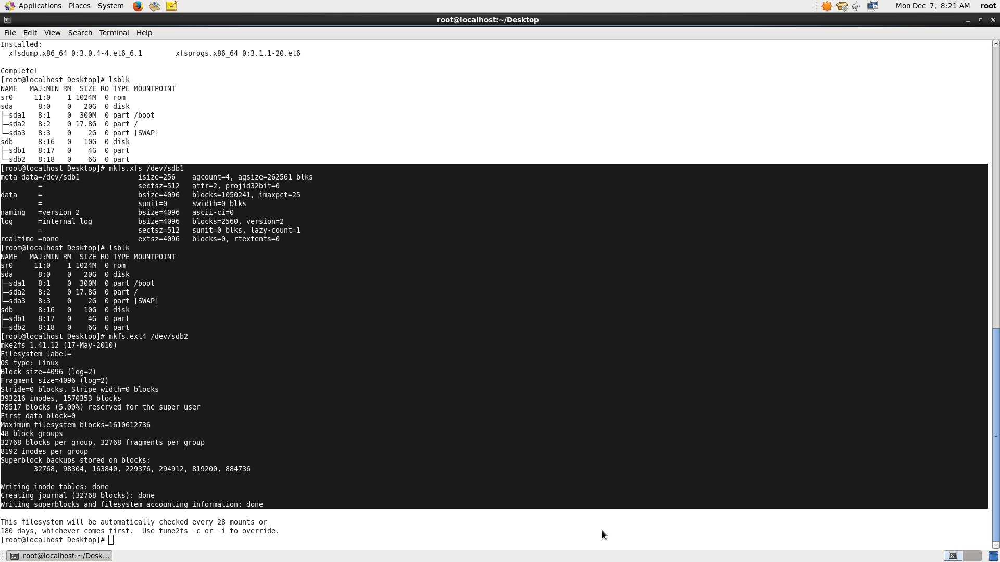 Applications Places System Mon Dec 7, 8:21 AM root
root@localhost:~/Desktop
File Edit View Search Terminal Help
Installed:
  xfsdump.x86_64 0:3.0.4-4.el6_6.1        xfsprogs.x86_64 0:3.1.1-20.el6
Complete!
[root@localhost Desktop]# lsblk
NAME   MAJ:MIN RM  SIZE RO TYPE MOUNTPOINT
sr0     11:0    1 1024M  0 rom
sda      8:0    0   20G  0 disk
├─sda1   8:1    0  300M  0 part /boot
├─sda2   8:2    0 17.8G  0 part /
└─sda3   8:3    0    2G  0 part [SWAP]
sdb      8:16   0   10G  0 disk
├─sdb1   8:17   0    4G  0 part
└─sdb2   8:18   0    6G  0 part
[root@localhost Desktop]# mkfs.xfs /dev/sdb1
meta-data=/dev/sdb1              isize=256    agcount=4, agsize=262561 blks
         =                       sectsz=512   attr=2, projid32bit=0
data     =                       bsize=4096   blocks=1050241, imaxpct=25
         =                       sunit=0      swidth=0 blks
naming   =version 2              bsize=4096   ascii-ci=0
log      =internal log           bsize=4096   blocks=2560, version=2
         =                       sectsz=512   sunit=0 blks, lazy-count=1
realtime =none                   extsz=4096   blocks=0, rtextents=0
[root@localhost Desktop]# lsblk
NAME   MAJ:MIN RM  SIZE RO TYPE MOUNTPOINT
sr0     11:0    1 1024M  0 rom
sda      8:0    0   20G  0 disk
├─sda1   8:1    0  300M  0 part /boot
├─sda2   8:2    0 17.8G  0 part /
└─sda3   8:3    0    2G  0 part [SWAP]
sdb      8:16   0   10G  0 disk
├─sdb1   8:17   0    4G  0 part
└─sdb2   8:18   0    6G  0 part
[root@localhost Desktop]# mkfs.ext4 /dev/sdb2
mke2fs 1.41.12 (17-May-2010)
Filesystem label=
OS type: Linux
Block size=4096 (log=2)
Fragment size=4096 (log=2)
Stride=0 blocks, Stripe width=0 blocks
393216 inodes, 1570353 blocks
78517 blocks (5.00%) reserved for the super user
First data block=0
Maximum filesystem blocks=1610612736
48 block groups
32768 blocks per group, 32768 fragments per group
8192 inodes per group
Superblock backups stored on blocks:
        32768, 98304, 163840, 229376, 294912, 819200, 884736
Writing inode tables: done
Creating journal (32768 blocks): done
Writing superblocks and filesystem accounting information: done
This filesystem will be automatically checked every 28 mounts or
180 days, whichever comes first.  Use tune2fs -c or -i to override.
[root@localhost Desktop]#
root@localhost:~/Desk...